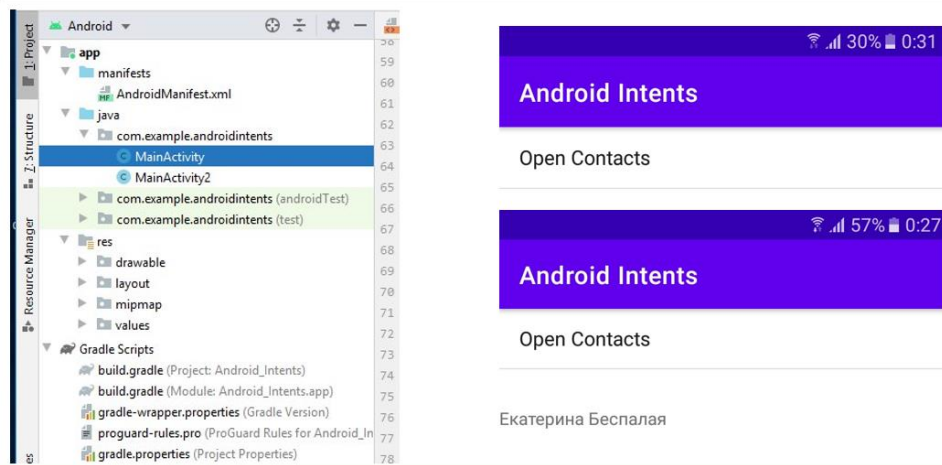 Android
1: Project
Z: Structure
Resource Manager
app
manifests
AndroidManifest.xml
java
com.example.androidintents
MainActivity
MainActivity2
com.example.androidintents (androidTest)
com.example.androidintents (test)
res
drawable
layout
mipmap
values
Gradle Scripts
build.gradle (Project: Android_Intents)
build.gradle (Module: Android_Intents.app)
gradle-wrapper.properties (Gradle Version)
proguard-rules.pro (ProGuard Rules for Android_In
gradle.properties (Project Properties)
58
59
60
61
62
63
64
65
66
67
68
69
70
71
72
73
74
75
76
77
78
30% 0:31
Android Intents
Open Contacts
57% 0:27
Android Intents
Open Contacts
Екатерина Беспалая